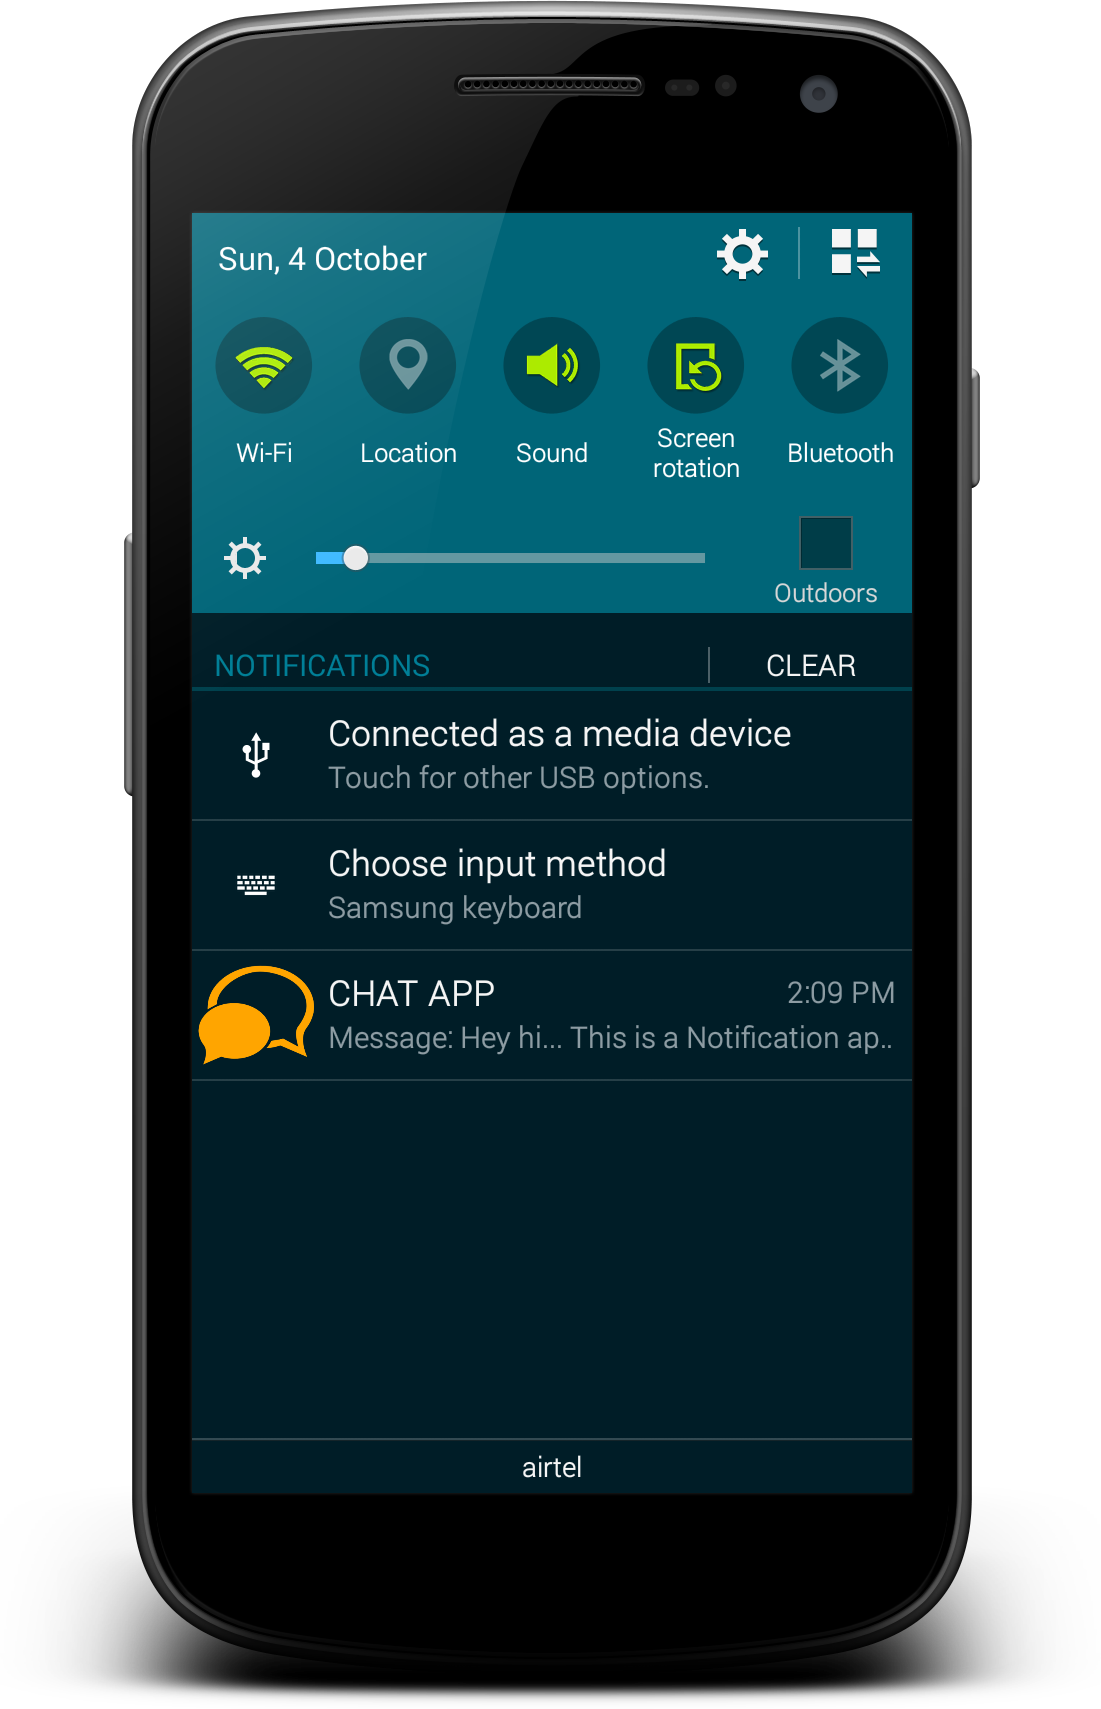 Sun, 4 October
Wi-Fi
Location
Sound
Screen
rotation
Bluetooth
Outdoors
NOTIFICATIONS
CLEAR
Connected as a media device
Touch for other USB options.
Choose input method
Samsung keyboard
CHAT APP
2:09 PM
Message: Hey hi... This is a Notification ap..
airtel